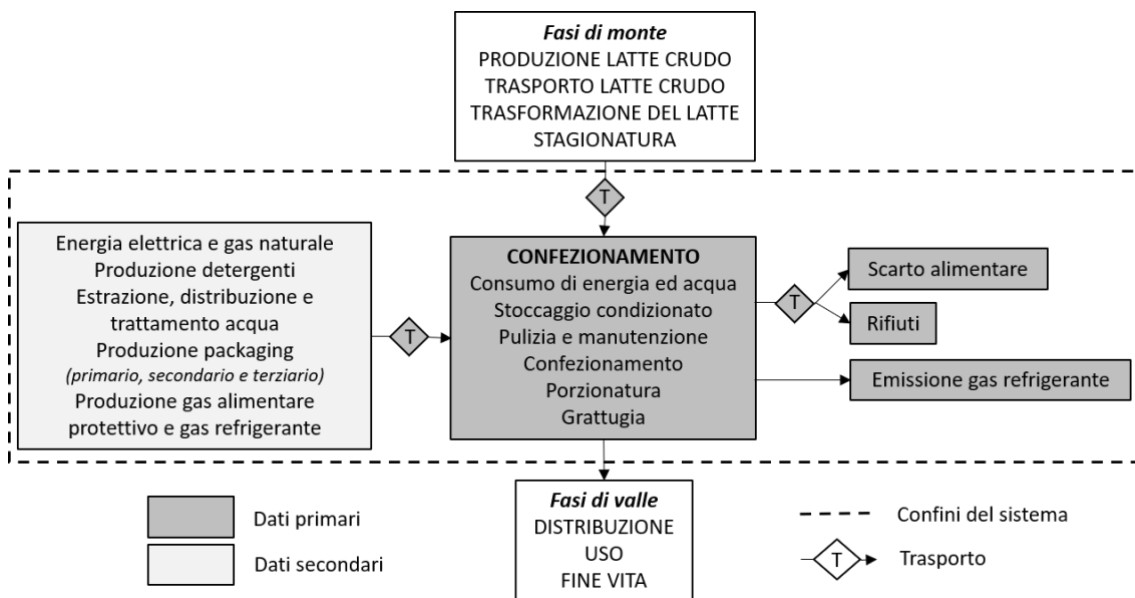 Fasi di monte
PRODUZIONE LATTE CRUDO
TRASPORTO LATTE CRUDO
TRASFORMAZIONE DEL LATTE
STAGIONATURA
T
Energia elettrica e gas naturale
Produzione detergenti
Estrazione, distribuzione e
trattamento acqua
Produzione packaging
(primario, secondario e terziario)
Produzione gas alimentare
protettivo e gas refrigerante
T
CONFEZIONAMENTO
Consumo di energia ed acqua
Stoccaggio condizionato
Pulizia e manutenzione
Confezionamento
Porzionatura
Grattugia
T
Scarto alimentare
Rifiuti
Emissione gas refrigerante
Fasi di valle
DISTRIBUZIONE
USO
FINE VITA
Dati primari
Dati secondari
Confini del sistema
T
Trasporto